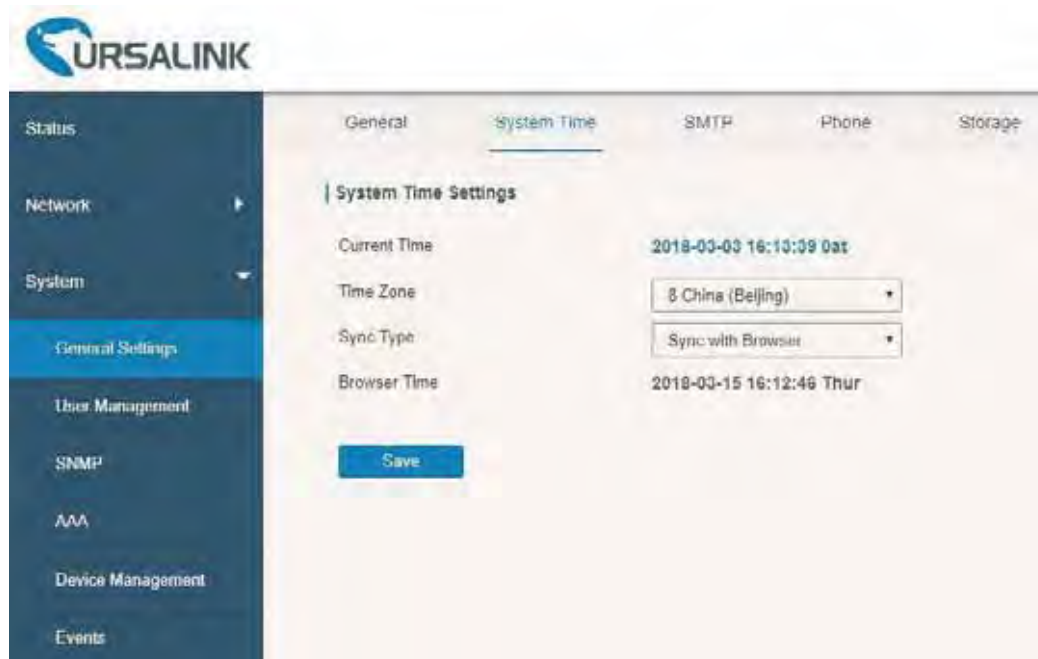 URSALINK
Status
Network
System
General Settings
User Management
SNMP
AAA
Device Management
Events
General System Time SMTP Phone Storage
System Time Settings
Current Time 2018-03-03 16:13:39 Sat
Time Zone 8 China (Beijing)
Sync Type Sync with Browser
Browser Time 2018-03-15 16:12:46 Thur
Save